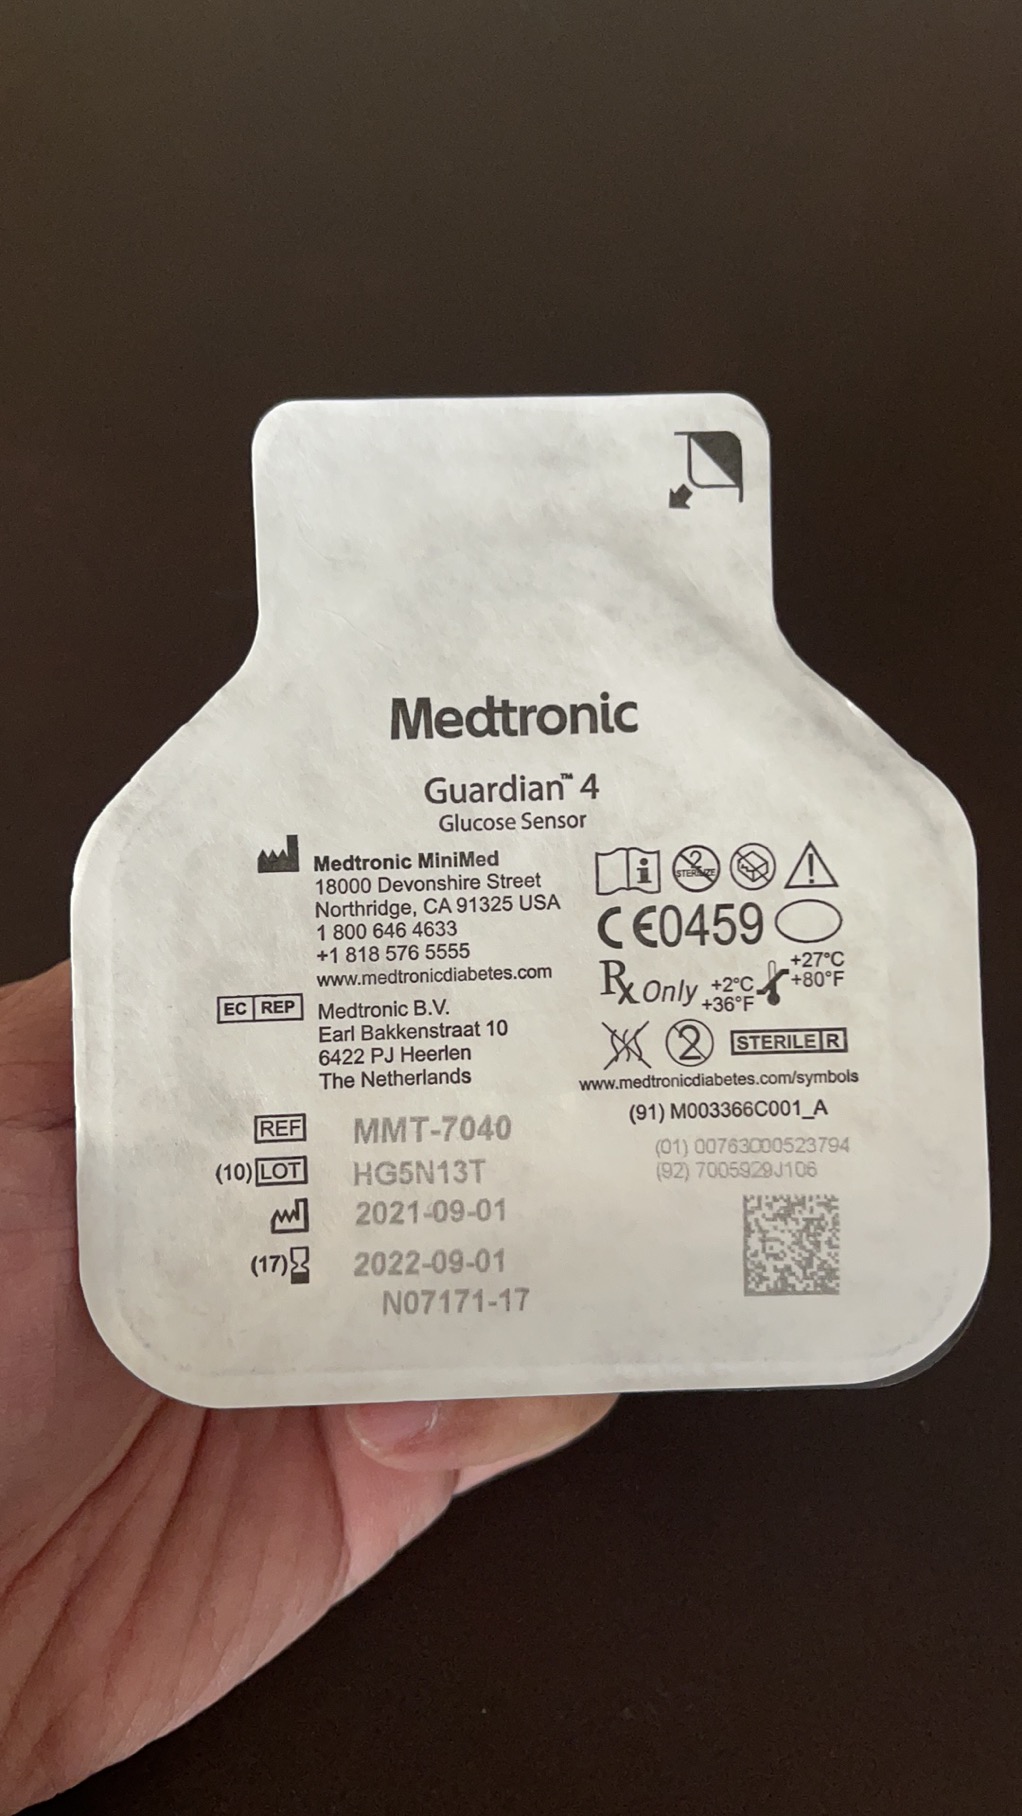 Medtronic
Guardian™ 4
Glucose Sensor
Medtronic MiniMed
18000 Devonshire Street
Northridge, CA 91325 USA
1 800 646 4633
+1 818 576 5555
www.medtronicdiabetes.com
EC REP Medtronic B.V.
Earl Bakkenstraat 10
6422 PJ Heerlen
The Netherlands
REF MMT-7040
(10) LOT HG5N13T
2021-09-01
(17) 2022-09-01
N07171-17
i 2 STERILIZE
CE0459
Rx Only +2°C +36°F +27°C +80°F
2 STERILE R
www.medtronicdiabetes.com/symbols
(91) M003366C001_A
(01) 00763000523794
(92) 7005929J106